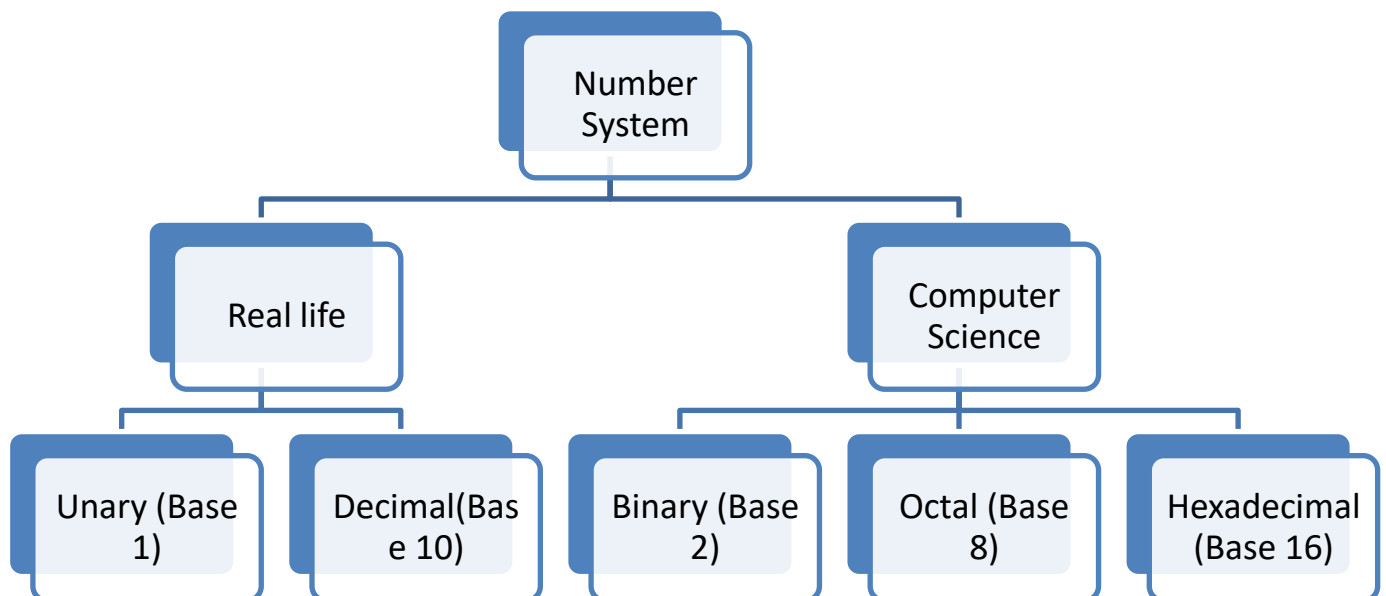 Number
System
Real life
Computer
Science
Unary (Base
1)
Decimal(Bas
e 10)
Binary (Base
2)
Octal (Base
8)
Hexadecimal
(Base 16)